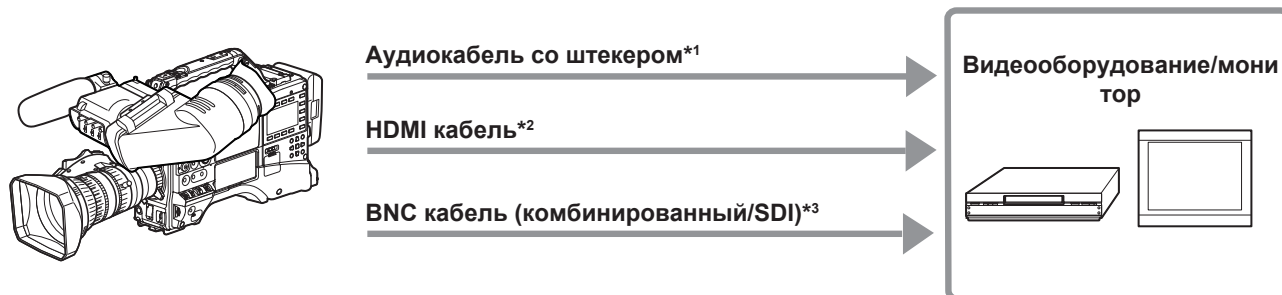 Аудиокабель со штекером*1
HDMI кабель*2
BNC кабель (комбинированный/SDI)*3
Видеооборудование/мони
тор